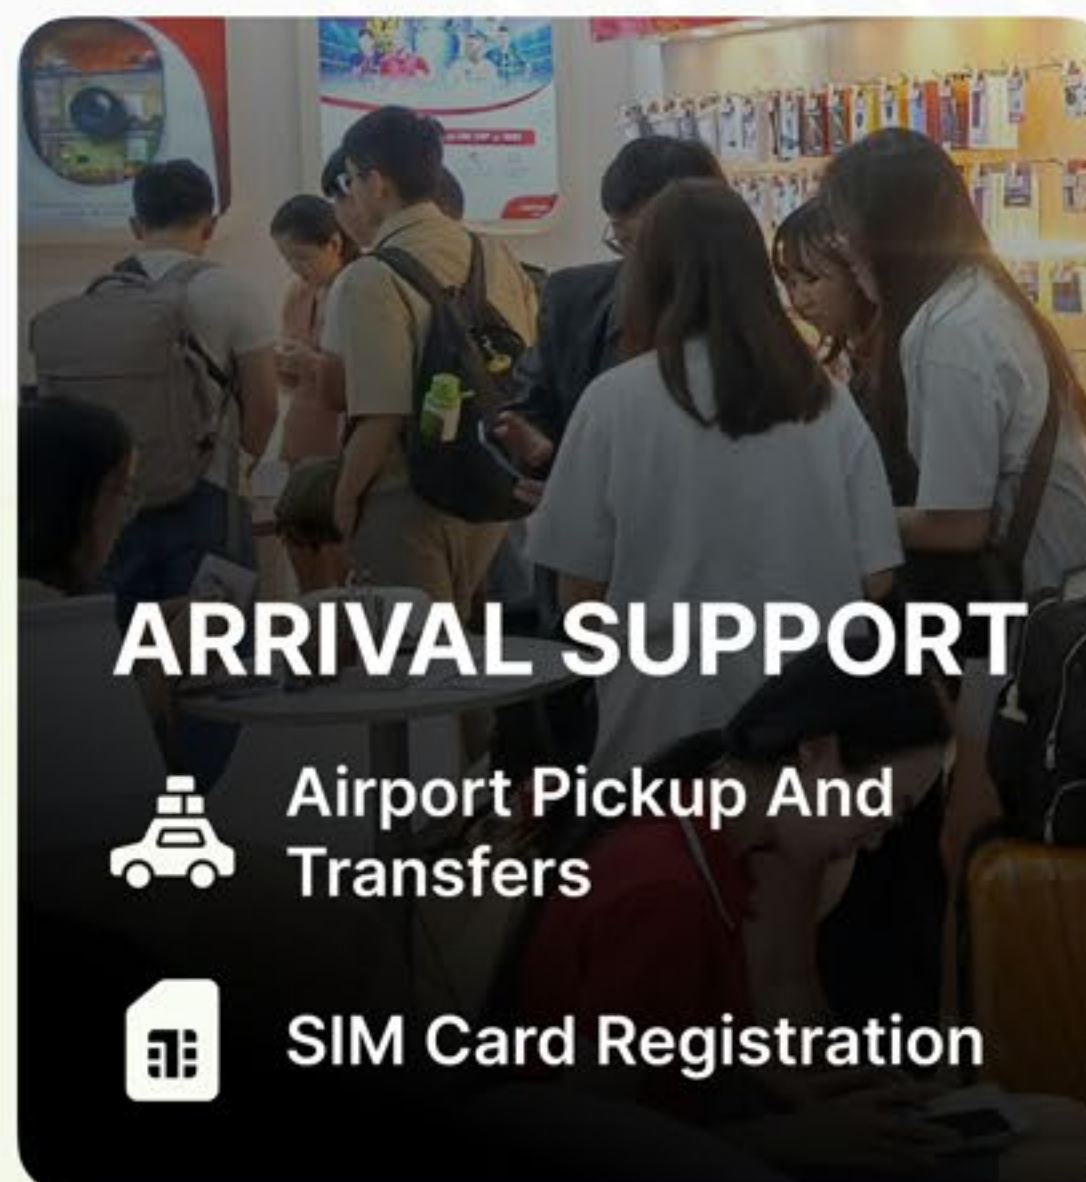 ARRIVAL SUPPORT
Airport Pickup And
Transfers
SIM Card Registration